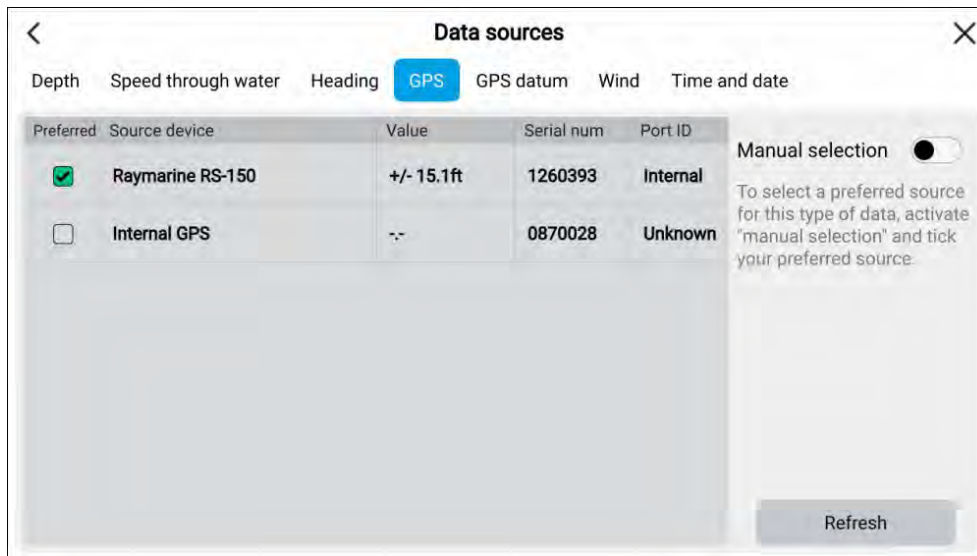 Data sources
Depth Speed through water Heading GPS GPS datum Wind Time and date
Preferred Source device Value Serial num Port ID
Raymarine RS-150 +/- 15.1ft 1260393 Internal
Internal GPS -.- 0870028 Unknown
Manual selection
To select a preferred source
for this type of data, activate
"manual selection" and tick
your preferred source
Refresh